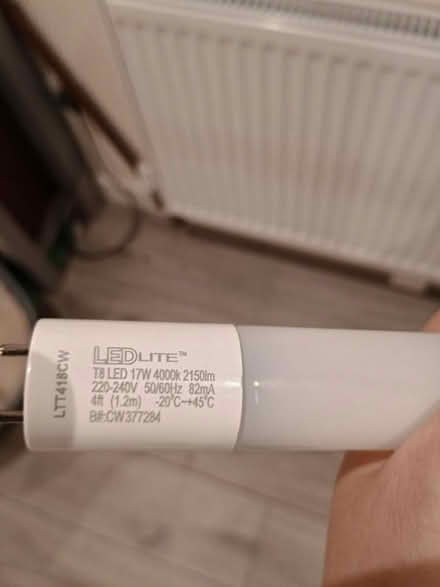 LEDLITE™
T8 LED 17W 4000k 2150lm
220-240V 50/60Hz 82mA
4ft (1.2m) -20°C~+45°C
B#:CW377284
LTT418CW